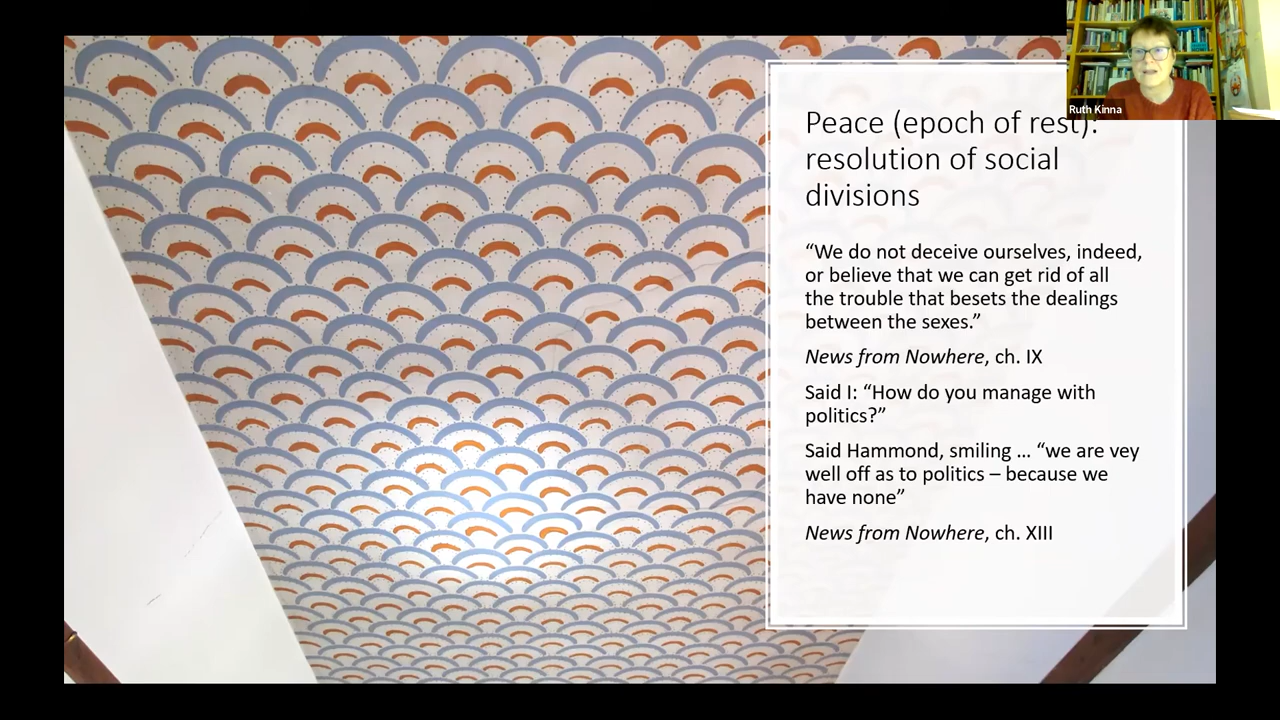 Ruth Kinna
Peace (epoch of rest):
resolution of social
divisions
“We do not deceive ourselves, indeed,
or believe that we can get rid of all
the trouble that besets the dealings
between the sexes.”
News from Nowhere, ch. IX
Said I: “How do you manage with
politics?”
Said Hammond, smiling … “we are vey
well off as to politics – because we
have none”
News from Nowhere, ch. XIII